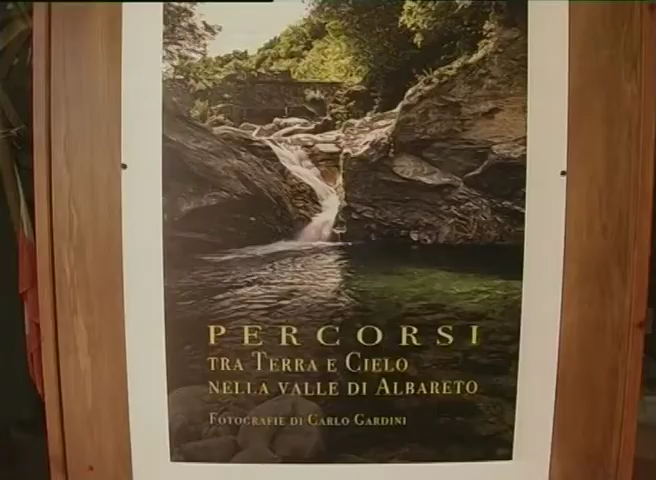 PERCORSI
TRA TERRA E CIELO
NELLA VALLE DI ALBARETO
FOTOGRAFIE DI CARLO GARDINI